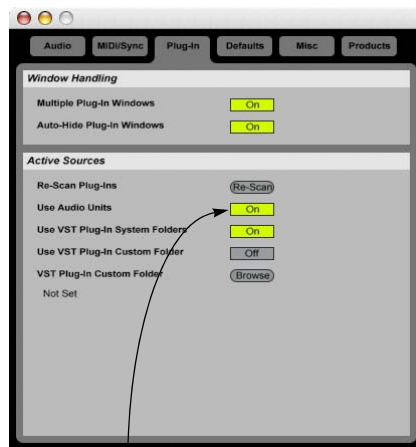 Audio MIDI/Sync Plug-In Defaults Misc Products
Window Handling
Multiple Plug-In Windows On
Auto-Hide Plug-In Windows On
Active Sources
Re-Scan Plug-Ins Re-Scan
Use Audio Units On
Use VST Plug-In System Folders On
Use VST Plug-In Custom Folder Off
VST Plug-In Custom Folder Browse
Not Set